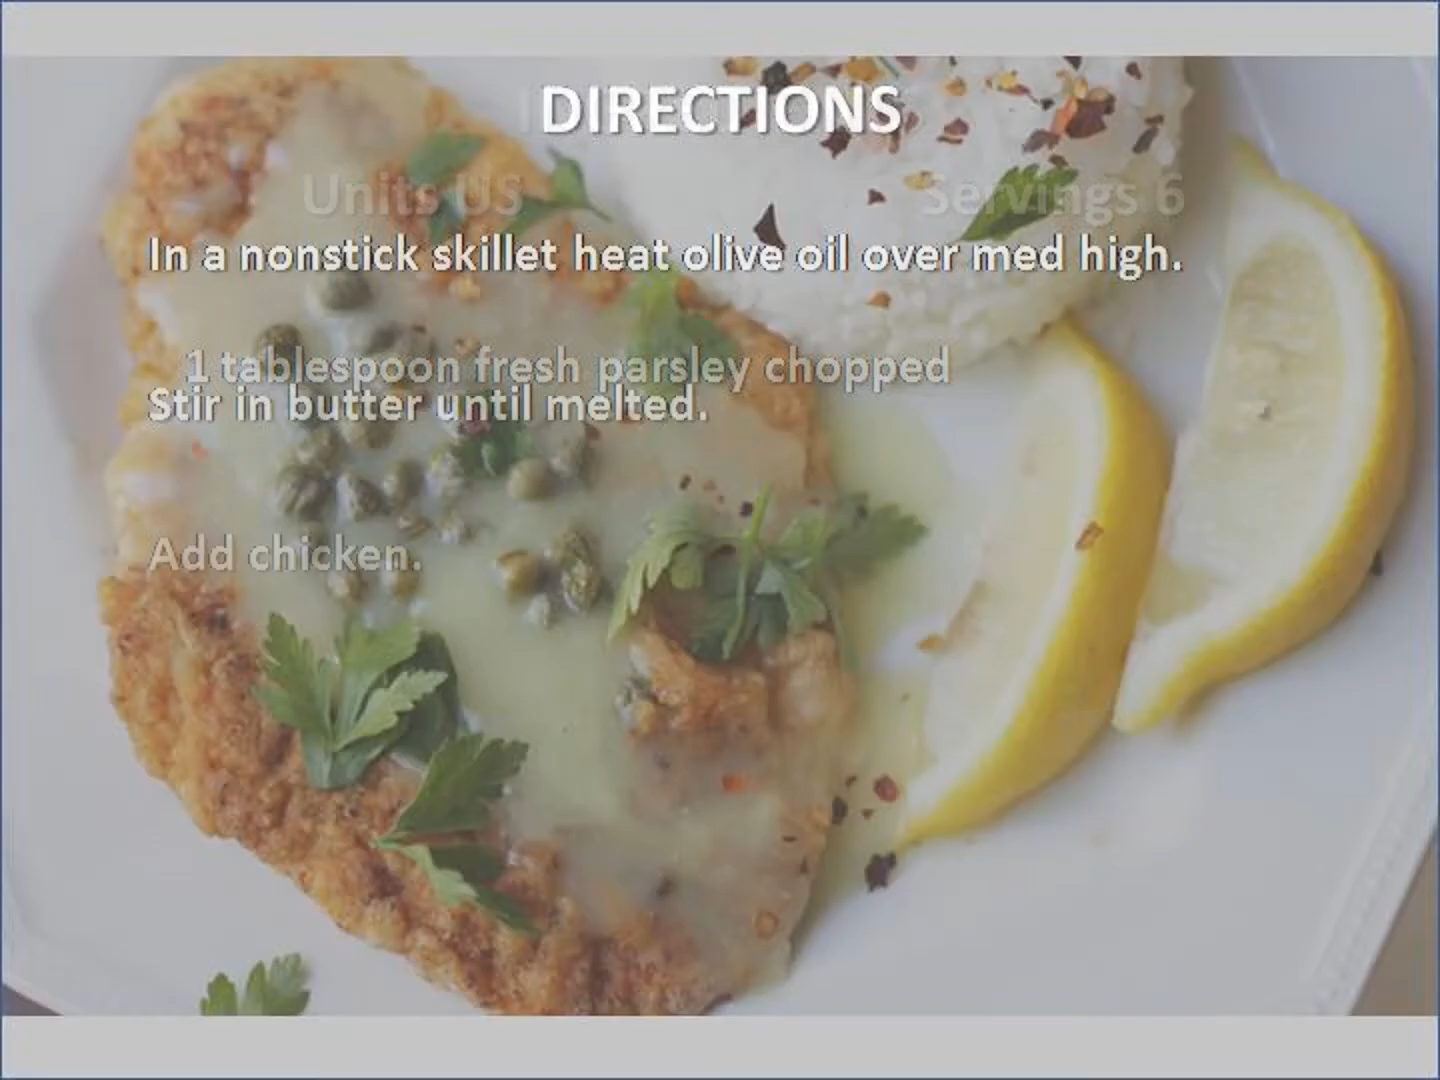 DIRECTIONS
Units US Servings 6
In a nonstick skillet heat olive oil over med high.
1 tablespoon fresh parsley chopped
Stir in butter until melted.
Add chicken.